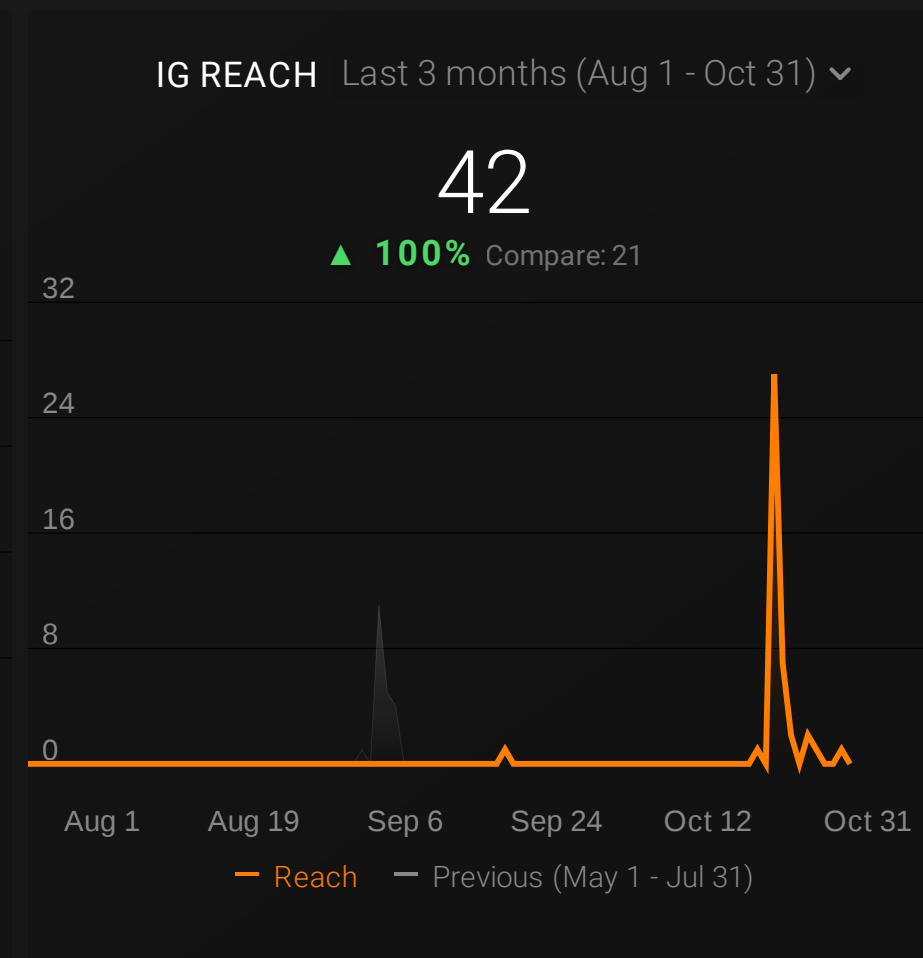 IG REACH Last 3 months (Aug 1 - Oct 31)
42
▲ 100% Compare: 21
32
24
16
8
0
Aug 1 Aug 19 Sep 6 Sep 24 Oct 12 Oct 31
Reach Previous (May 1 - Jul 31)